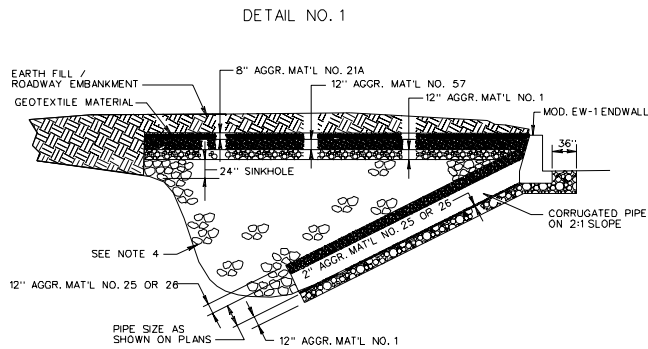 DETAIL NO. 1
8" AGGR. MAT'L NO. 21A
EARTH FILL /
ROADWAY EMBANKMENT
12" AGGR. MAT'L NO. 57
GEOTEXTILE MATERIAL
12" AGGR. MAT'L NO. 1
MOD. EW-1 ENDWALL
36"
24" SINKHOLE
CORRUGATED PIPE
ON 2:1 SLOPE
2" AGGR. MAT'L NO. 25 OR 26
SEE NOTE 4
12" AGGR. MAT'L NO. 25 OR 26
PIPE SIZE AS
SHOWN ON PLANS
12" AGGR. MAT'L NO. 1